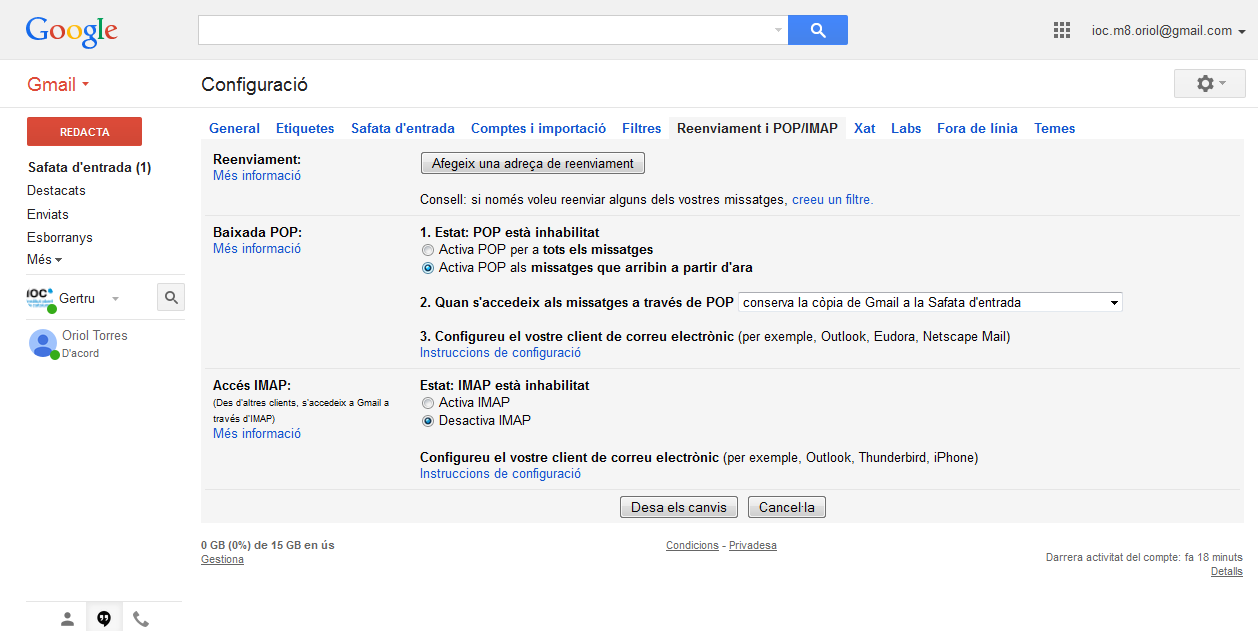 Google
ioc.m8.oriol@gmail.com
Gmail
Configuració
REDACTA
General Etiquetes Safata d'entrada Comptes i importació Filtres Reenviament i POP/IMAP Xat Labs Fora de línia Temes
Safata d'entrada (1)
Destacats
Enviats
Esborranys
Més
IOC
Gertru
Oriol Torres
D'acord
Reenviament:
Més informació
Afegeix una adreça de reenviament
Consell: si només voleu reenviar alguns dels vostres missatges, creeu un filtre.
Baixada POP:
Més informació
1. Estat: POP està inhabilitat
Activa POP per a tots els missatges
Activa POP als missatges que arribin a partir d'ara
2. Quan s'accedeix als missatges a través de POP conserva la còpia de Gmail a la Safata d'entrada
3. Configureu el vostre client de correu electrònic (per exemple, Outlook, Eudora, Netscape Mail)
Instruccions de configuració
Accés IMAP:
(Des d'altres clients, s'accedeix a Gmail a
través d'IMAP)
Més informació
Estat: IMAP està inhabilitat
Activa IMAP
Desactiva IMAP
Configureu el vostre client de correu electrònic (per exemple, Outlook, Thunderbird, iPhone)
Instruccions de configuració
Desa els canvis Cancel·la
0 GB (0%) de 15 GB en ús
Gestiona
Condicions - Privadesa
Darrera activitat del compte: fa 18 minuts
Detalls